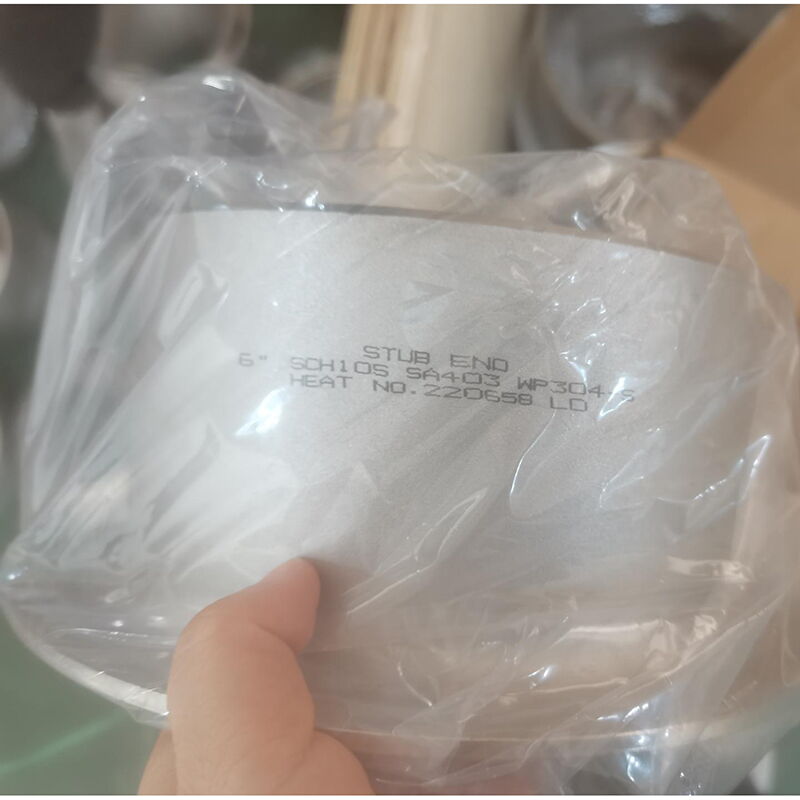 STUB END
6" SCH10S SA403 WP304-S
HEAT NO.220658 LD